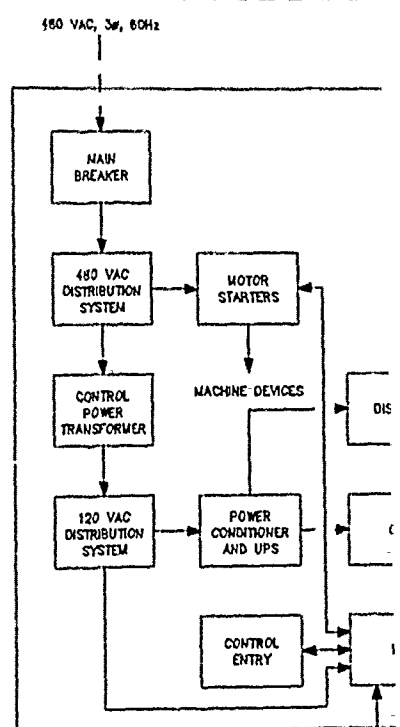 480 VAC, 3ø, 60Hz
MAIN
BREAKER
480 VAC
DISTRIBUTION
SYSTEM
MOTOR
STARTERS
MACHINE DEVICES
CONTROL
POWER
TRANSFORMER
DIS
120 VAC
DISTRIBUTION
SYSTEM
POWER
CONDITIONER
AND UPS
CONTROL
ENTRY